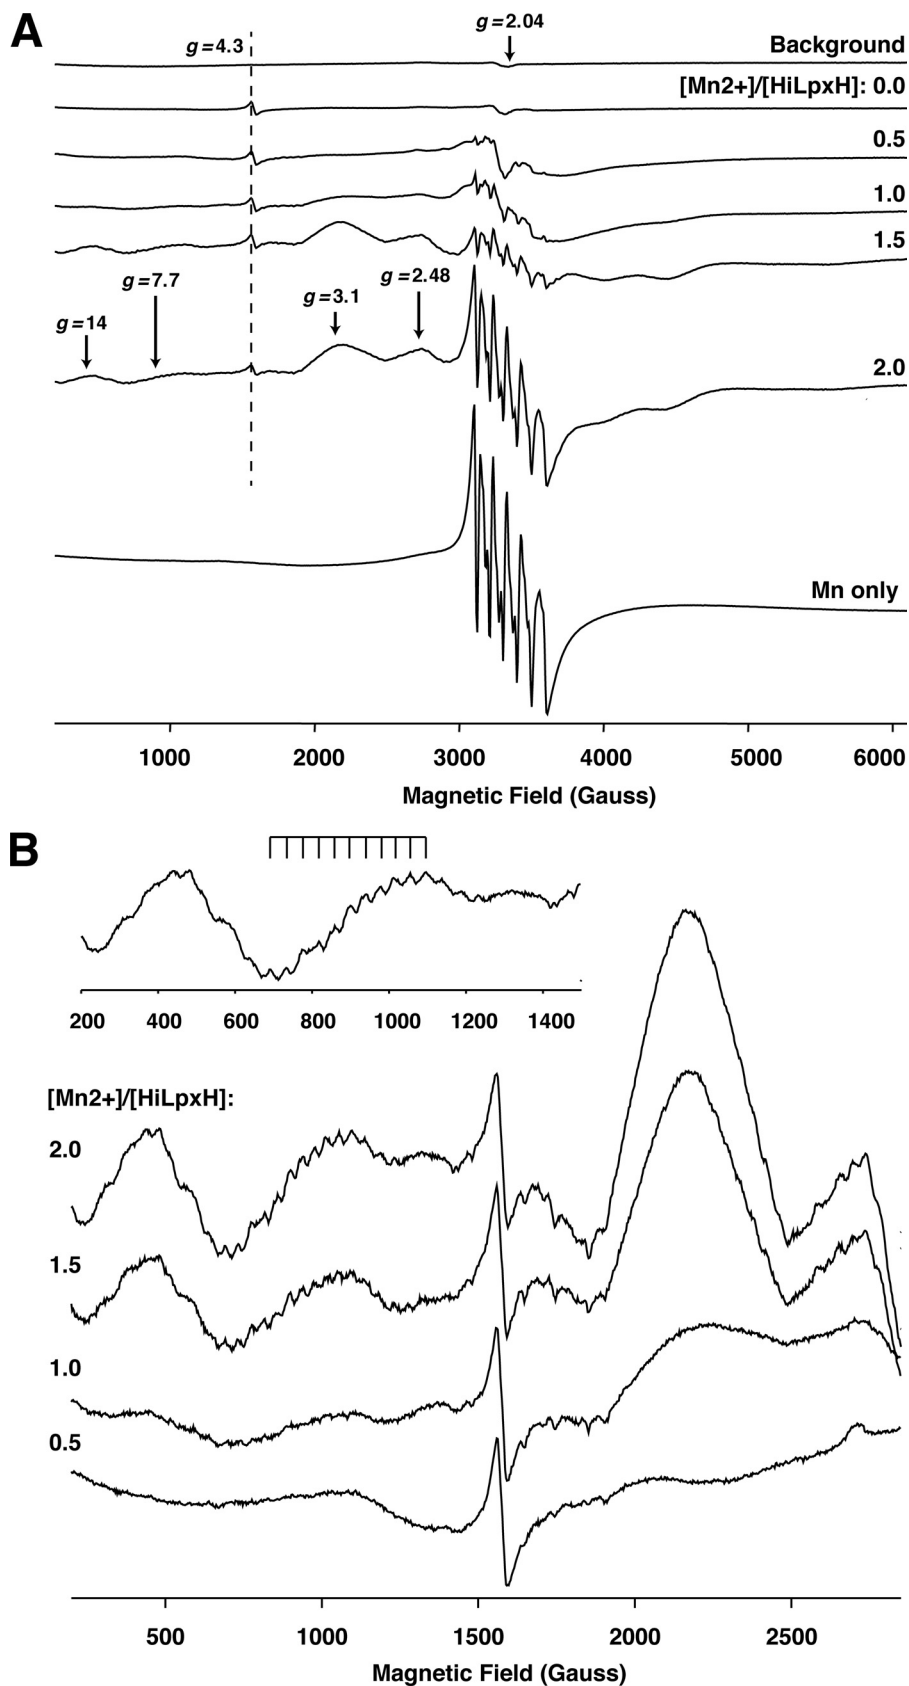 A
g=4.3
g=2.04
Background
[Mn2+]/[HiLpxH]: 0.0
0.5
1.0
1.5
g=14
g=7.7
g=3.1
g=2.48
2.0
Mn only
1000 2000 3000 4000 5000 6000
Magnetic Field (Gauss)
B
200 400 600 800 1000 1200 1400
[Mn2+]/[HiLpxH]:
2.0
1.5
1.0
0.5
500 1000 1500 2000 2500
Magnetic Field (Gauss)